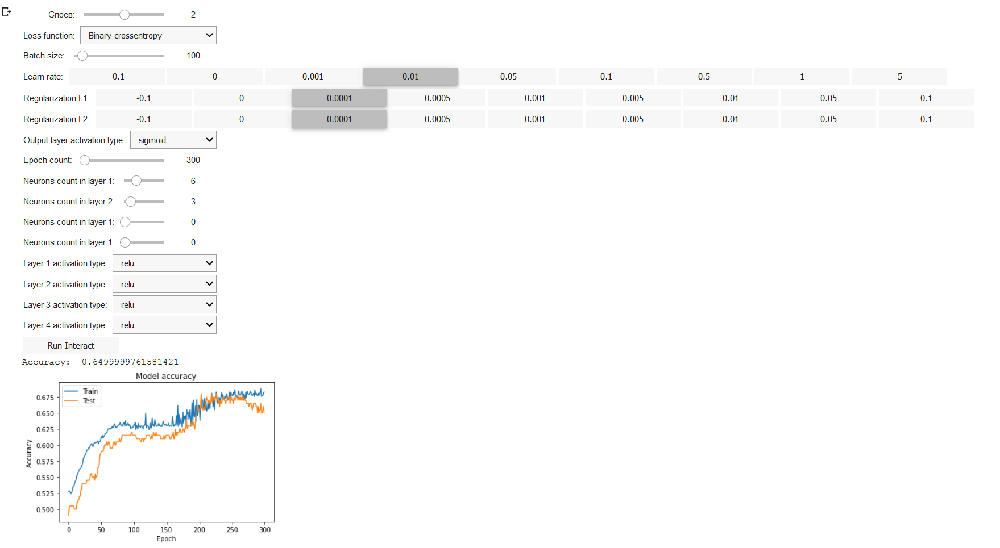 Слоев: 2
Loss function: Binary crossentropy
Batch size: 100
Learn rate: -0.1 0 0.001 0.01 0.05 0.1 0.5 1 5
Regularization L1: -0.1 0 0.0001 0.0005 0.001 0.005 0.01 0.05 0.1
Regularization L2: -0.1 0 0.0001 0.0005 0.001 0.005 0.01 0.05 0.1
Output layer activation type: sigmoid
Epoch count: 300
Neurons count in layer 1: 6
Neurons count in layer 2: 3
Neurons count in layer 1: 0
Neurons count in layer 1: 0
Layer 1 activation type: relu
Layer 2 activation type: relu
Layer 3 activation type: relu
Layer 4 activation type: relu
Run Interact
Accuracy: 0.6499999761581421
Model accuracy
Train
Test
0.675
0.650
0.625
0.600
0.575
0.550
0.525
0.500
Accuracy
0 50 100 150 200 250 300
Epoch